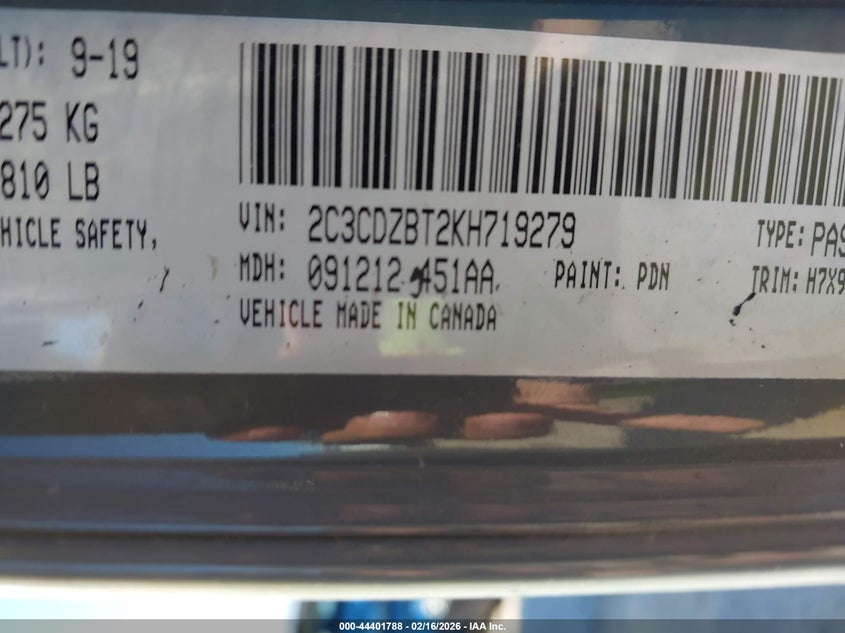 LT): 9-19
275 KG
810 LB
HICLE SAFETY,
VIN: 2C3CDZBT2KH719279 TYPE: PAS
MDH: 091212 451AA PAINT: PDN TRIM: H7X9
VEHICLE MADE IN CANADA
000-44401788 - 02/16/2026 - IAA Inc.